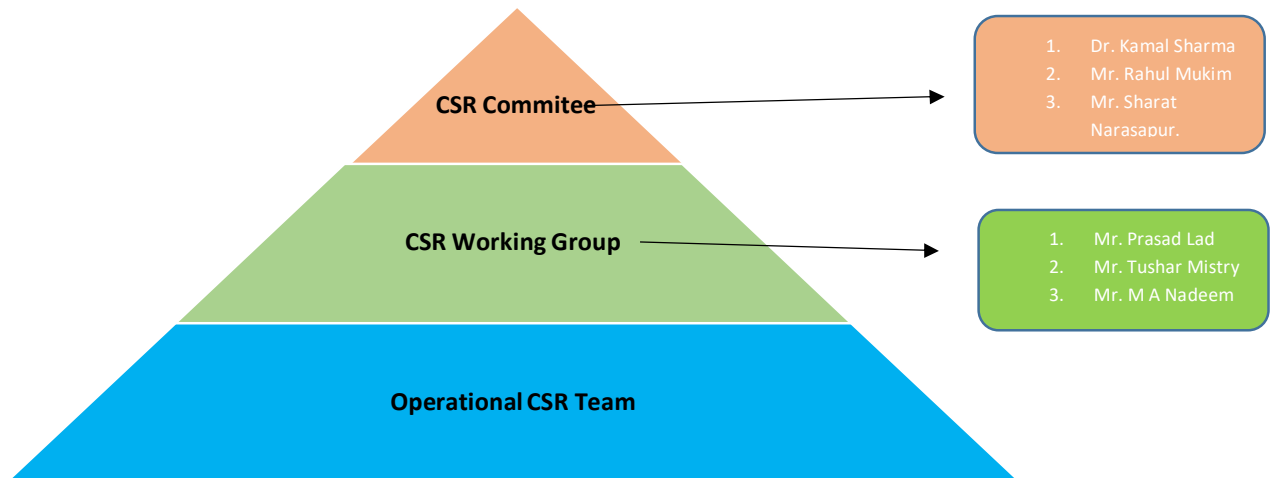 CSR Commitee
1. Dr. Kamal Sharma
2. Mr. Rahul Mukim
3. Mr. Sharat
Narasapur.
CSR Working Group
1. Mr. Prasad Lad
2. Mr. Tushar Mistry
3. Mr. M A Nadeem
Operational CSR Team